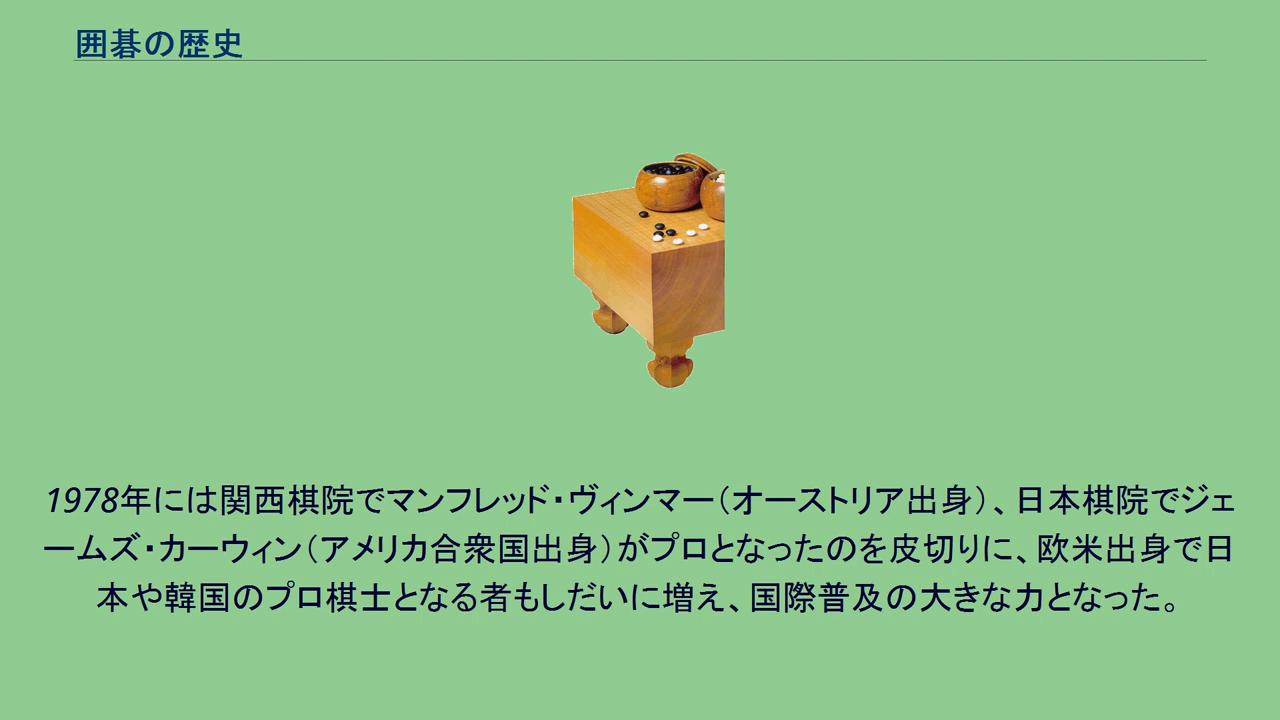 囲碁の歴史
1978年には関西棋院でマンフレッド・ヴィンマー（オーストリア出身）、日本棋院でジェ
ームズ・カーウィン（アメリカ合衆国出身）がプロとなったのを皮切りに、欧米出身で日
本や韓国のプロ棋士となる者もしだいに増え、国際普及の大きな力となった。